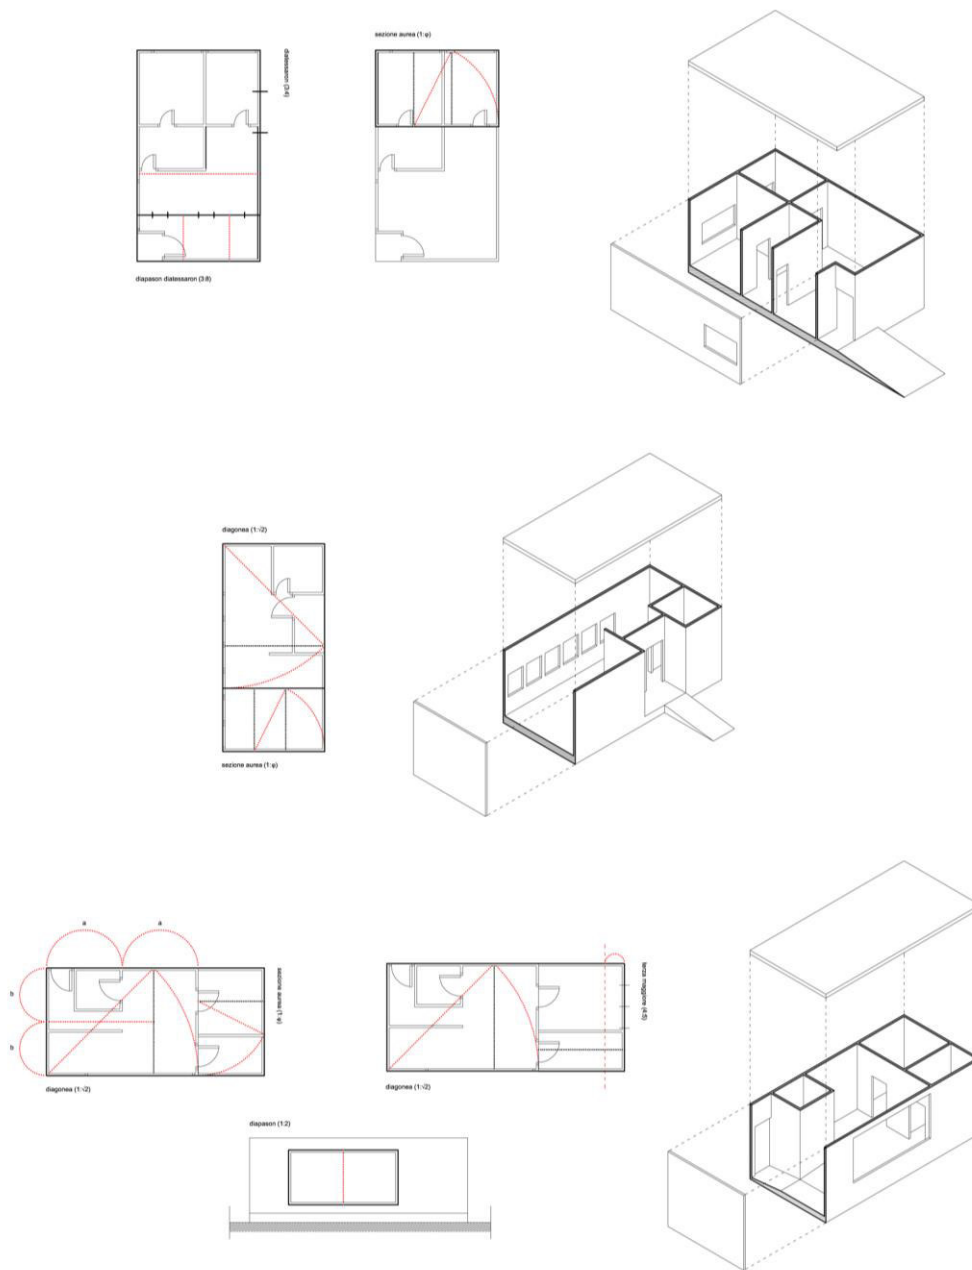 sezione aurea (1:φ)
diatessaron (3:4)
diapason diatessaron (3:8)
diagonea (1:√2)
sezione aurea (1:φ)
a
a
b
b
sezione aurea (1:φ)
terza maggiore (4:5)
diagonea (1:√2)
diagonea (1:√2)
diapason (1:2)